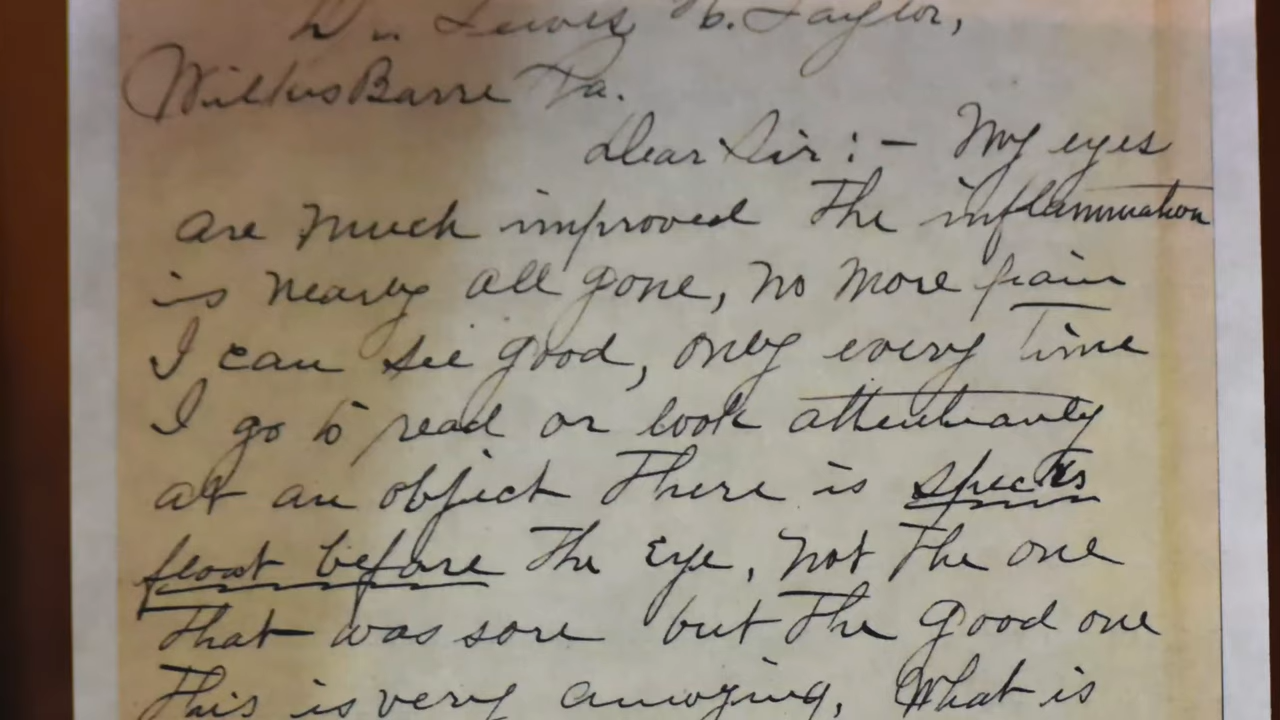 Dr. Lewis H. Taylor,
WilkesBarre Pa.
Dear Sir:- My eyes
are much improved The inflammation
is nearly all gone, no more pain
I can see good, only every time
I go to read or look attentively
at an object There is specks
float before The Eye, not The one
That was sore but The good one
This is very annoying, What is